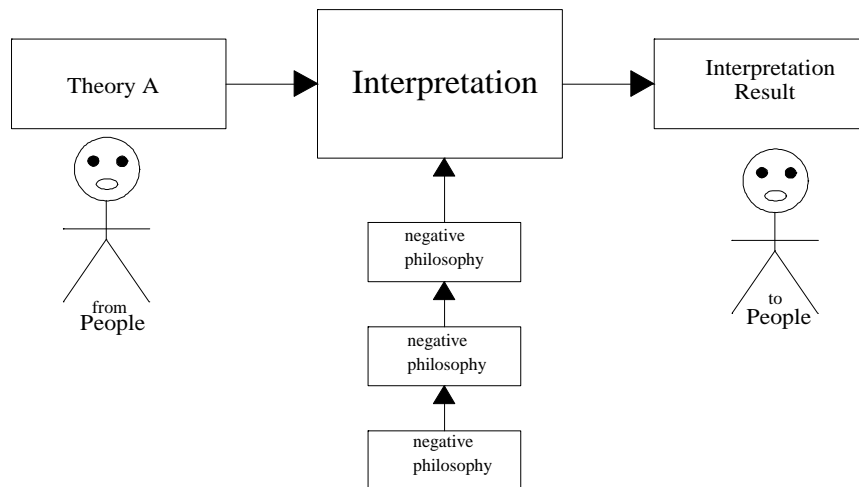 Theory A
Interpretation
Interpretation
Result
negative
philosophy
from
People
to
People
negative
philosophy
negative
philosophy